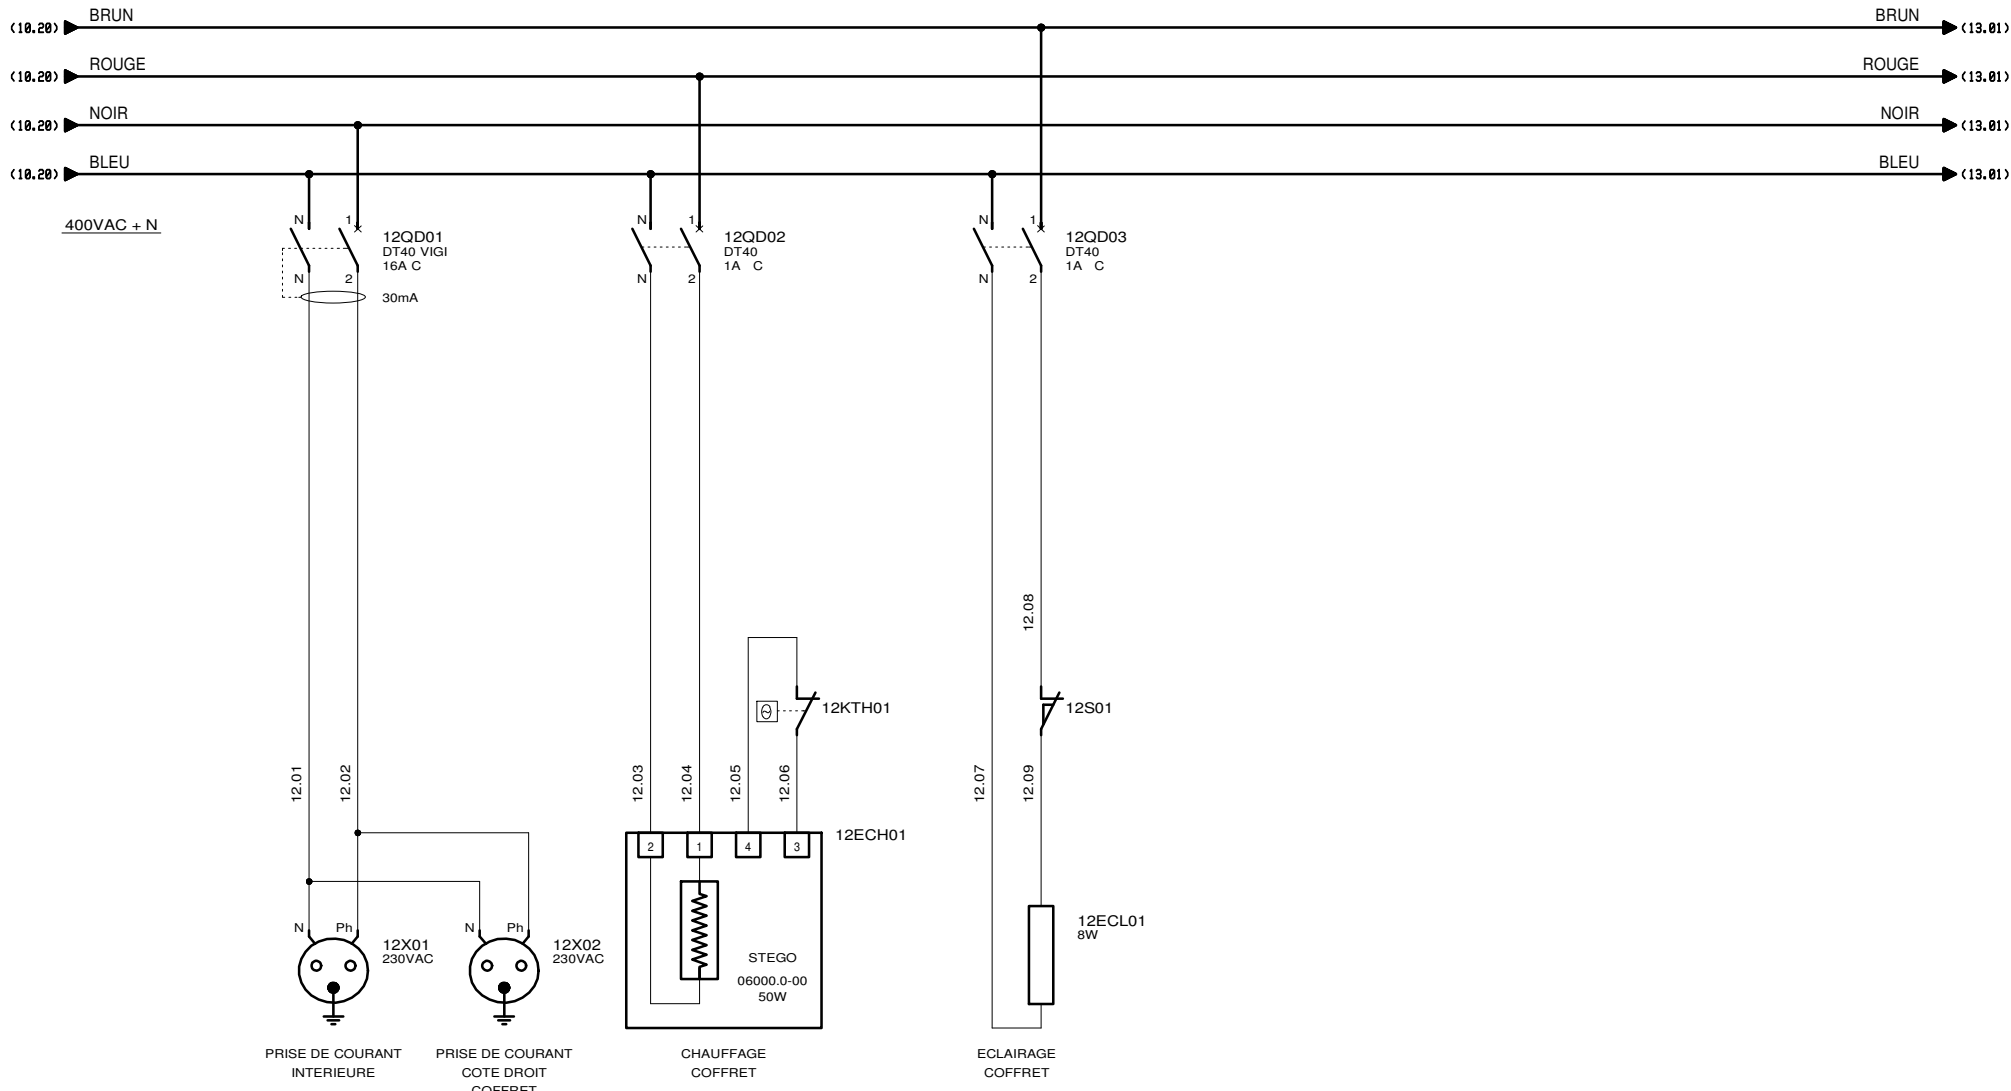 (10.20) BRUN BRUN (13.01)
(10.20) ROUGE ROUGE (13.01)
(10.20) NOIR NOIR (13.01)
(10.20) BLEU BLEU (13.01)
400VAC + N
N 1 N 1 N 1
12QD01 12QD02 12QD03
DT40 VIGI DT40 DT40
16A C 1A C 1A C
N 2 N 2 N 2
30mA
12.08
12KTH01 12S01
12.01 12.02 12.03 12.04 12.05 12.06 12.07 12.09
12ECH01
2 1 4 3
N Ph N Ph
12X01 12X02 12ECL01
230VAC 230VAC 8W
STEGO
06000.0-00
50W
PRISE DE COURANT PRISE DE COURANT CHAUFFAGE ECLAIRAGE
INTERIEURE COTE DROIT COFFRET COFFRET
COFFRET